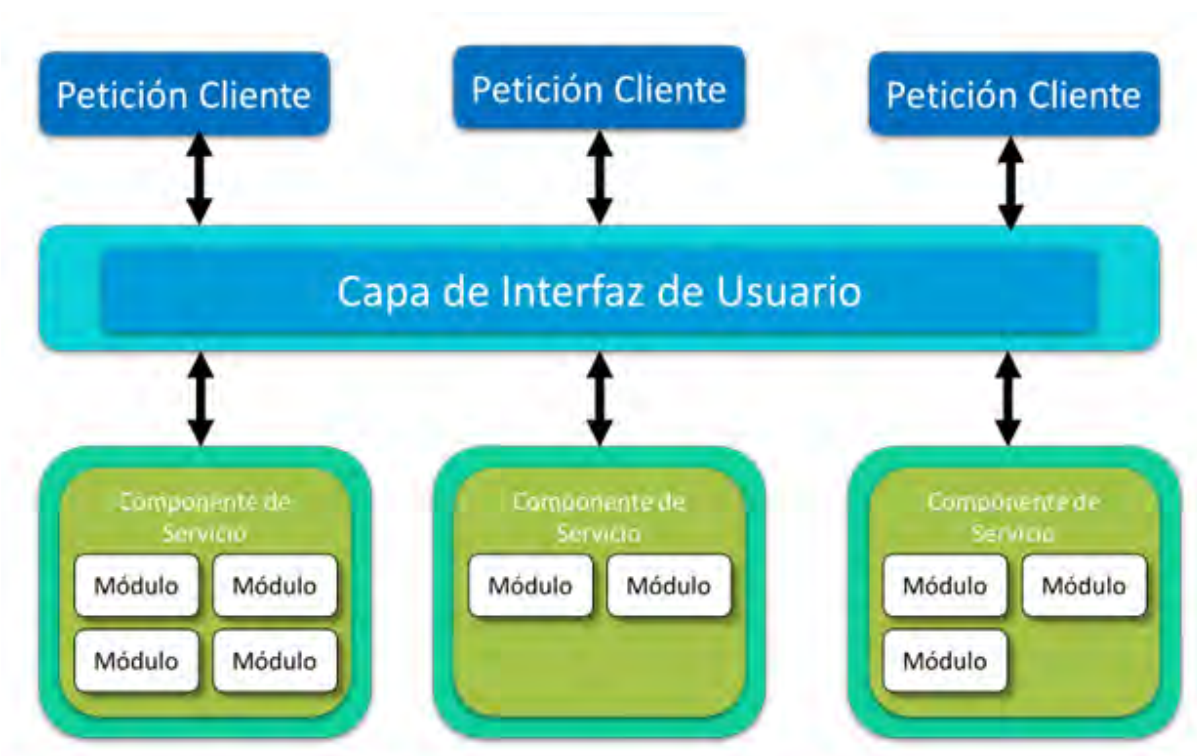 Petición Cliente
Petición Cliente
Petición Cliente
Capa de Interfaz de Usuario
Componente de
Servicio
Módulo Módulo
Módulo Módulo
Componente de
Servicio
Módulo Módulo
Componente de
Servicio
Módulo Módulo
Módulo